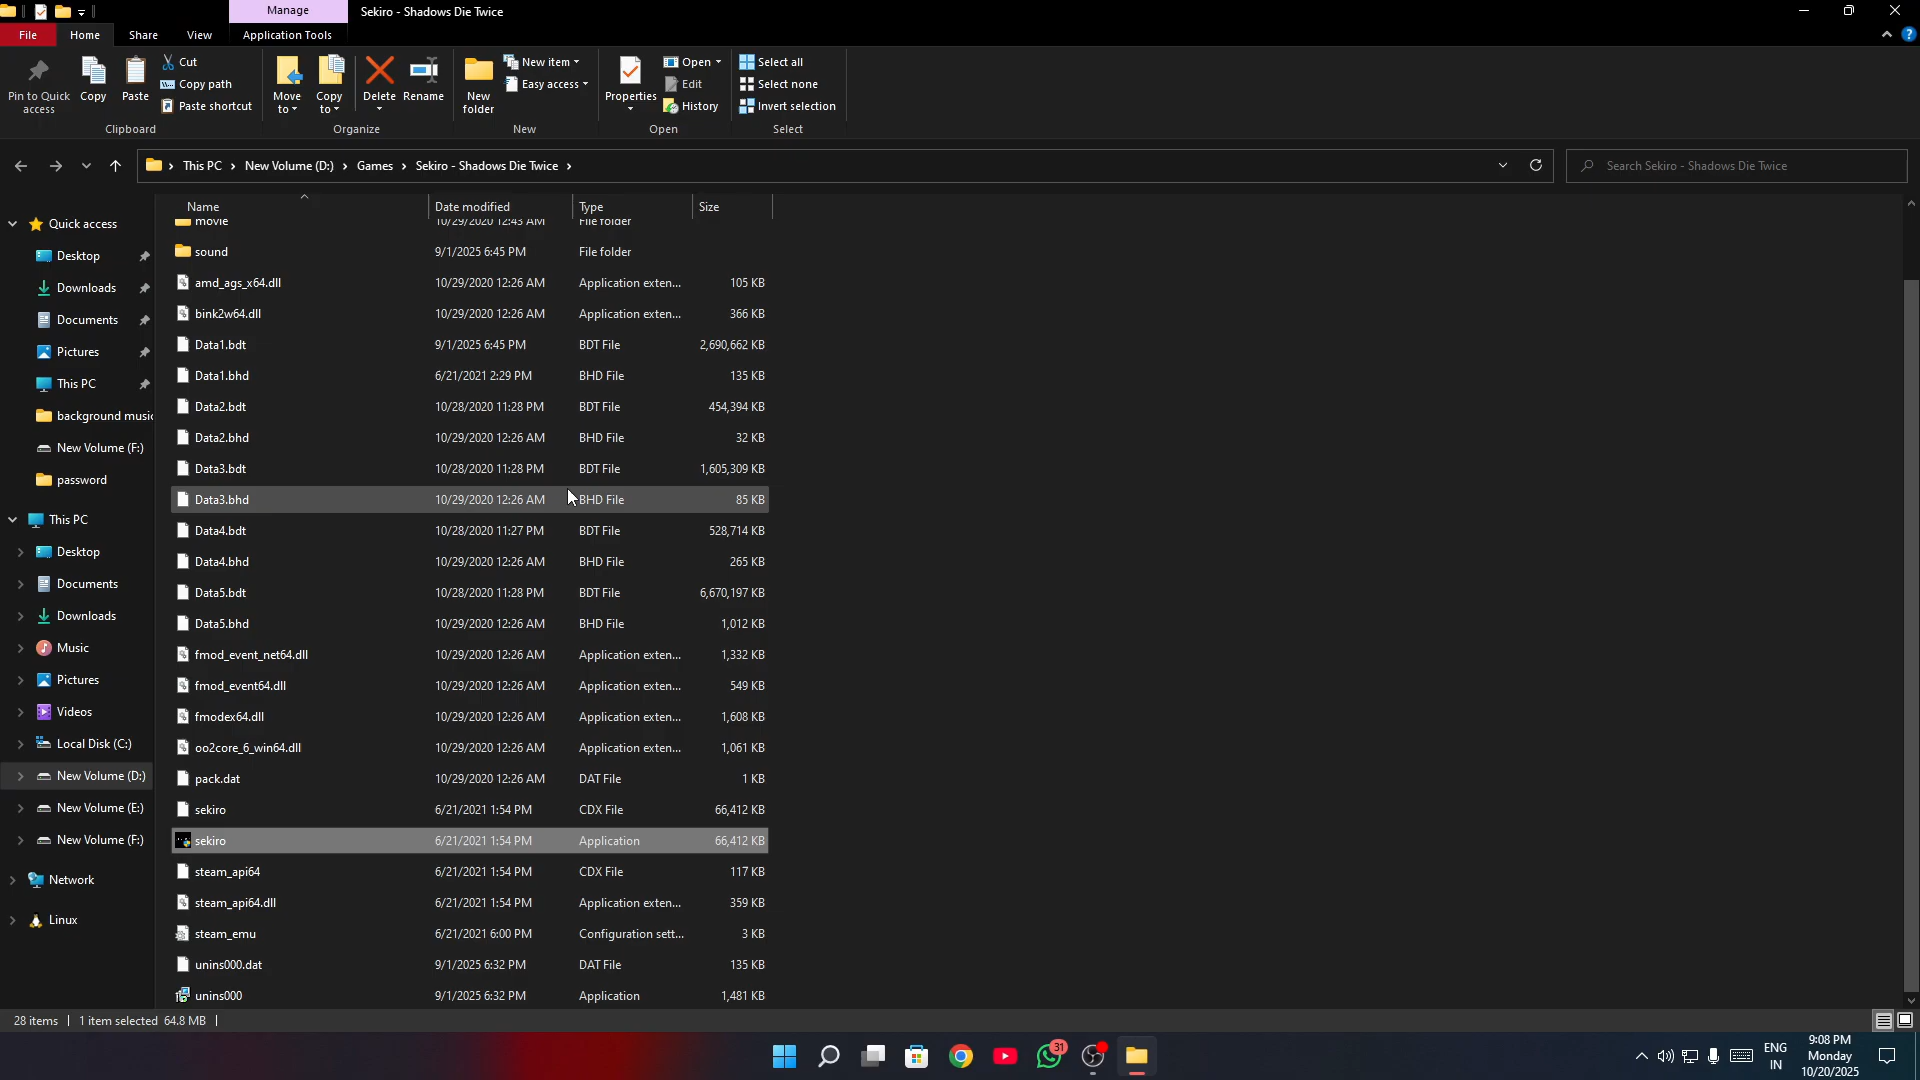 Manage
Sekiro - Shadows Die Twice
File
Home
Share
View
Application Tools
Pin to Quick access
Copy
Paste
Cut
Copy path
Paste shortcut
Move to
Copy to
Delete
Rename
New folder
New item
Easy access
Properties
Open
Edit
History
Select all
Select none
Invert selection
Clipboard
Organize
New
Open
Select
This PC
New Volume (D:)
Games
Sekiro - Shadows Die Twice
Search Sekiro - Shadows Die Twice
Name Date modified Type Size
movie 10/29/2020 12:43 AM File folder
sound 9/1/2025 6:45 PM File folder
amd_ags_x64.dll 10/29/2020 12:26 AM Application exten... 105 KB
bink2w64.dll 10/29/2020 12:26 AM Application exten... 366 KB
Data1.bdt 9/1/2025 6:45 PM BDT File 2,690,662 KB
Data1.bhd 6/21/2021 2:29 PM BHD File 135 KB
Data2.bdt 10/28/2020 11:28 PM BDT File 454,394 KB
Data2.bhd 10/29/2020 12:26 AM BHD File 32 KB
Data3.bdt 10/28/2020 11:28 PM BDT File 1,605,309 KB
Data3.bhd 10/29/2020 12:26 AM BHD File 85 KB
Data4.bdt 10/28/2020 11:27 PM BDT File 528,714 KB
Data4.bhd 10/29/2020 12:26 AM BHD File 265 KB
Data5.bdt 10/28/2020 11:28 PM BDT File 6,670,197 KB
Data5.bhd 10/29/2020 12:26 AM BHD File 1,012 KB
fmod_event_net64.dll 10/29/2020 12:26 AM Application exten... 1,332 KB
fmod_event64.dll 10/29/2020 12:26 AM Application exten... 549 KB
fmodex64.dll 10/29/2020 12:26 AM Application exten... 1,608 KB
oo2core_6_win64.dll 10/29/2020 12:26 AM Application exten... 1,061 KB
pack.dat 10/29/2020 12:26 AM DAT File 1 KB
sekiro 6/21/2021 1:54 PM CDX File 66,412 KB
sekiro 6/21/2021 1:54 PM Application 66,412 KB
steam_api64 6/21/2021 1:54 PM CDX File 117 KB
steam_api64.dll 6/21/2021 1:54 PM Application exten... 359 KB
steam_emu 6/21/2021 6:00 PM Configuration sett... 3 KB
unins000.dat 9/1/2025 6:32 PM DAT File 135 KB
unins000 9/1/2025 6:32 PM Application 1,481 KB
Quick access
Desktop
Downloads
Documents
Pictures
This PC
background music
New Volume (F:)
password
This PC
Desktop
Documents
Downloads
Music
Pictures
Videos
Local Disk (C:)
New Volume (D:)
New Volume (E:)
New Volume (F:)
Network
Linux
28 items
1 item selected 64.8 MB
31
ENG
IN
9:08 PM
Monday
10/20/2025